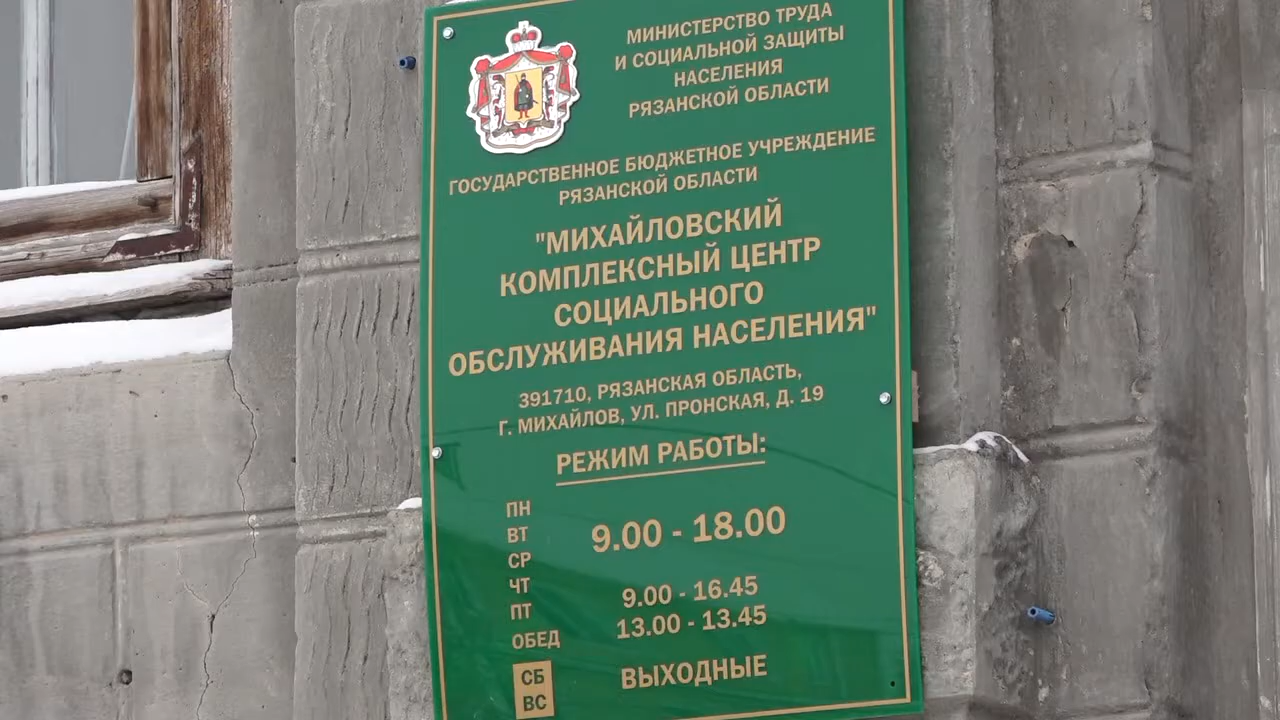 МИНИСТЕРСТВО ТРУДА
И СОЦИАЛЬНОЙ ЗАЩИТЫ
НАСЕЛЕНИЯ
РЯЗАНСКОЙ ОБЛАСТИ
ГОСУДАРСТВЕННОЕ БЮДЖЕТНОЕ УЧРЕЖДЕНИЕ
РЯЗАНСКОЙ ОБЛАСТИ
"МИХАЙЛОВСКИЙ
КОМПЛЕКСНЫЙ ЦЕНТР
СОЦИАЛЬНОГО
ОБСЛУЖИВАНИЯ НАСЕЛЕНИЯ"
391710, РЯЗАНСКАЯ ОБЛАСТЬ,
Г. МИХАЙЛОВ, УЛ. ПРОНСКАЯ, Д. 19
РЕЖИМ РАБОТЫ:
ПН
ВТ 9.00 - 18.00
СР
ЧТ
ПТ 9.00 - 16.45
ОБЕД 13.00 - 13.45
СБ ВЫХОДНЫЕ
ВС